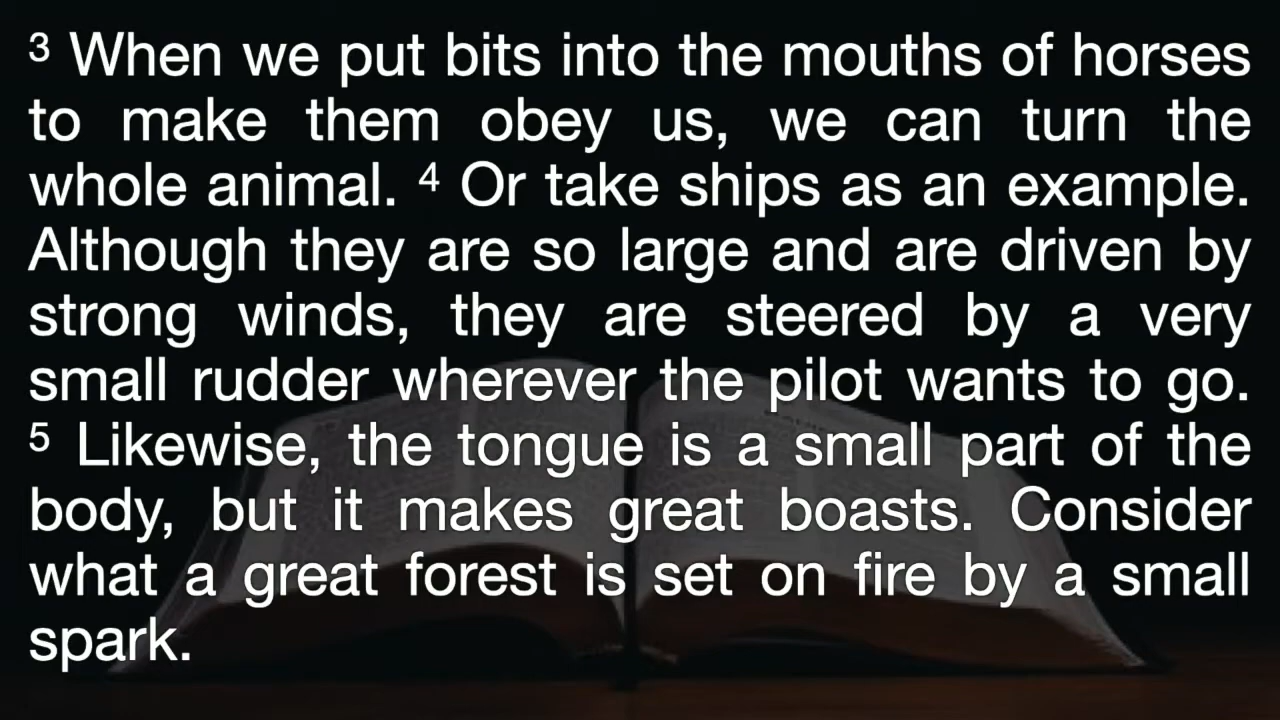 ³ When we put bits into the mouths of horses
to make them obey us, we can turn the
whole animal. ⁴ Or take ships as an example.
Although they are so large and are driven by
strong winds, they are steered by a very
small rudder wherever the pilot wants to go.
⁵ Likewise, the tongue is a small part of the
body, but it makes great boasts. Consider
what a great forest is set on fire by a small
spark.